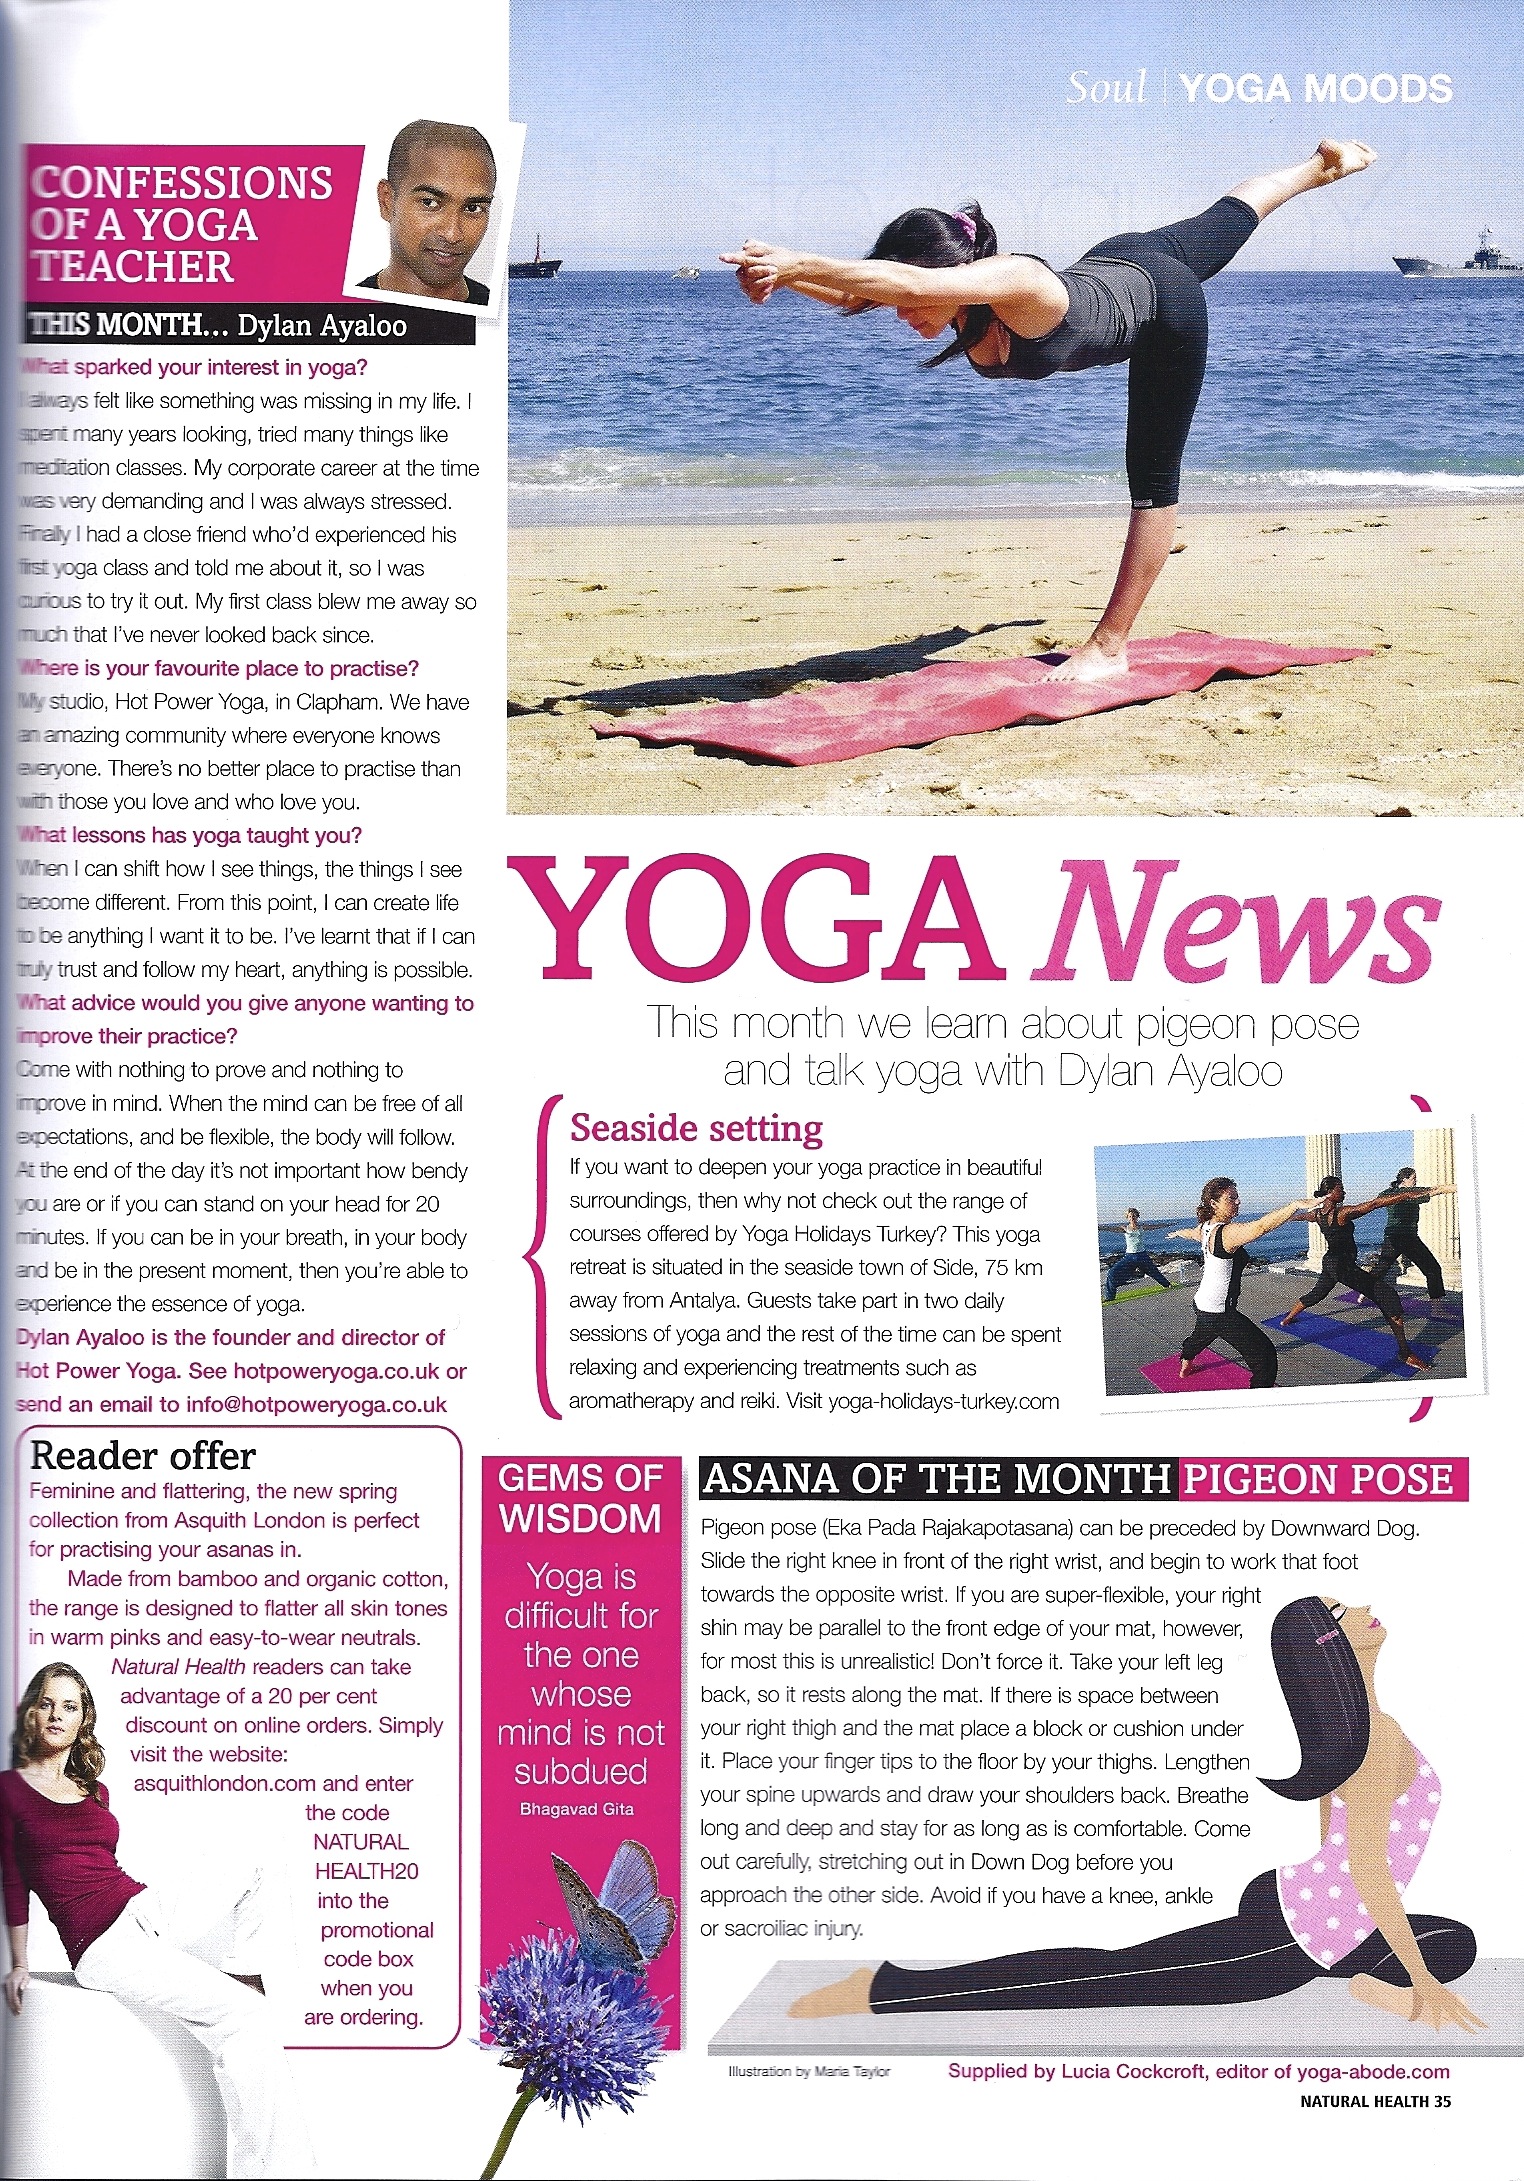 Soul | YOGA MOODS
CONFESSIONS
OF A YOGA
TEACHER
THIS MONTH... Dylan Ayaloo
What sparked your interest in yoga?
I always felt like something was missing in my life. I
spent many years looking, tried many things like
meditation classes. My corporate career at the time
was very demanding and I was always stressed.
Finally I had a close friend who'd experienced his
first yoga class and told me about it, so I was
curious to try it out. My first class blew me away so
much that I've never looked back since.
Where is your favourite place to practise?
My studio, Hot Power Yoga, in Clapham. We have
an amazing community where everyone knows
everyone. There's no better place to practise than
with those you love and who love you.
What lessons has yoga taught you?
When I can shift how I see things, the things I see
become different. From this point, I can create life
to be anything I want it to be. I've learnt that if I can
truly trust and follow my heart, anything is possible.
What advice would you give anyone wanting to
improve their practice?
Come with nothing to prove and nothing to
improve in mind. When the mind can be free of all
expectations, and be flexible, the body will follow.
At the end of the day it's not important how bendy
you are or if you can stand on your head for 20
minutes. If you can be in your breath, in your body
and be in the present moment, then you're able to
experience the essence of yoga.
Dylan Ayaloo is the founder and director of
Hot Power Yoga. See hotpoweryoga.co.uk or
send an email to info@hotpoweryoga.co.uk
Reader offer
Feminine and flattering, the new spring
collection from Asquith London is perfect
for practising your asanas in.
Made from bamboo and organic cotton,
the range is designed to flatter all skin tones
in warm pinks and easy-to-wear neutrals.
Natural Health readers can take
advantage of a 20 per cent
discount on online orders. Simply
visit the website:
asquithlondon.com and enter
the code
NATURAL
HEALTH20
into the
promotional
code box
when you
are ordering.
YOGA News
This month we learn about pigeon pose
and talk yoga with Dylan Ayaloo
Seaside setting
If you want to deepen your yoga practice in beautiful
surroundings, then why not check out the range of
courses offered by Yoga Holidays Turkey? This yoga
retreat is situated in the seaside town of Side, 75 km
away from Antalya. Guests take part in two daily
sessions of yoga and the rest of the time can be spent
relaxing and experiencing treatments such as
aromatherapy and reiki. Visit yoga-holidays-turkey.com
GEMS OF
WISDOM
Yoga is
difficult for
the one
whose
mind is not
subdued
Bhagavad Gita
ASANA OF THE MONTH PIGEON POSE
Pigeon pose (Eka Pada Rajakapotasana) can be preceded by Downward Dog.
Slide the right knee in front of the right wrist, and begin to work that foot
towards the opposite wrist. If you are super-flexible, your right
shin may be parallel to the front edge of your mat, however,
for most this is unrealistic! Don't force it. Take your left leg
back, so it rests along the mat. If there is space between
your right thigh and the mat place a block or cushion under
it. Place your finger tips to the floor by your thighs. Lengthen
your spine upwards and draw your shoulders back. Breathe
long and deep and stay for as long as is comfortable. Come
out carefully, stretching out in Down Dog before you
approach the other side. Avoid if you have a knee, ankle
or sacroiliac injury.
Illustration by Maria Taylor
Supplied by Lucia Cockcroft, editor of yoga-abode.com
NATURAL HEALTH 35